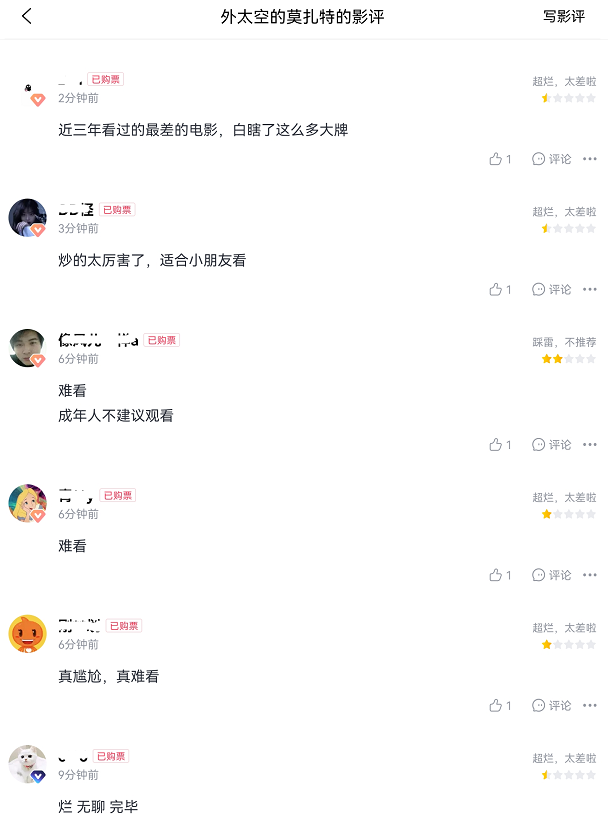 外太空的莫扎特的影评
写影评
已购票
超烂，太差啦
2分钟前
近三年看过的最差的电影，白瞎了这么多大牌
1 评论
已购票
超烂，太差啦
3分钟前
炒的太厉害了，适合小朋友看
1 评论
已购票
踩雷，不推荐
6分钟前
难看
成年人不建议观看
1 评论
已购票
超烂，太差啦
6分钟前
难看
1 评论
已购票
超烂，太差啦
6分钟前
真尴尬，真难看
1 评论
已购票
超烂，太差啦
9分钟前
烂 无聊 完毕